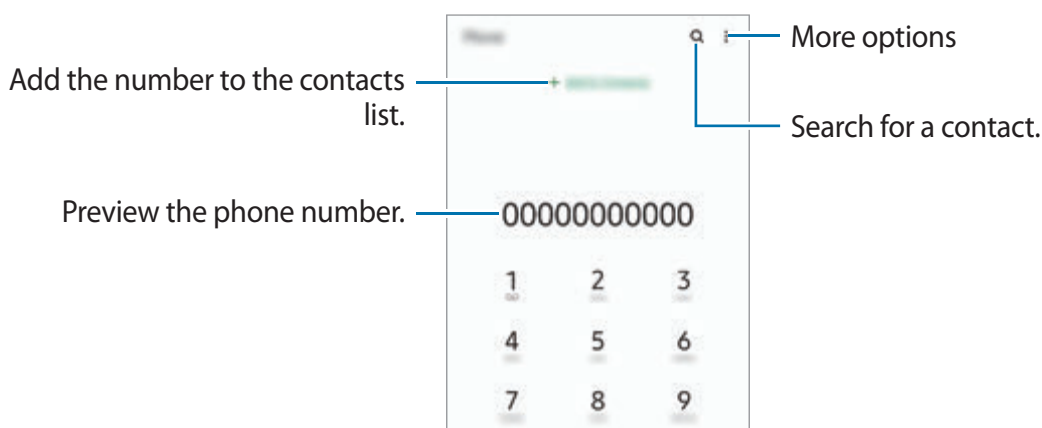 More options
Add the number to the contacts
list.
Search for a contact.
Preview the phone number.
00000000000
1 2 3
4 5 6
7 8 9